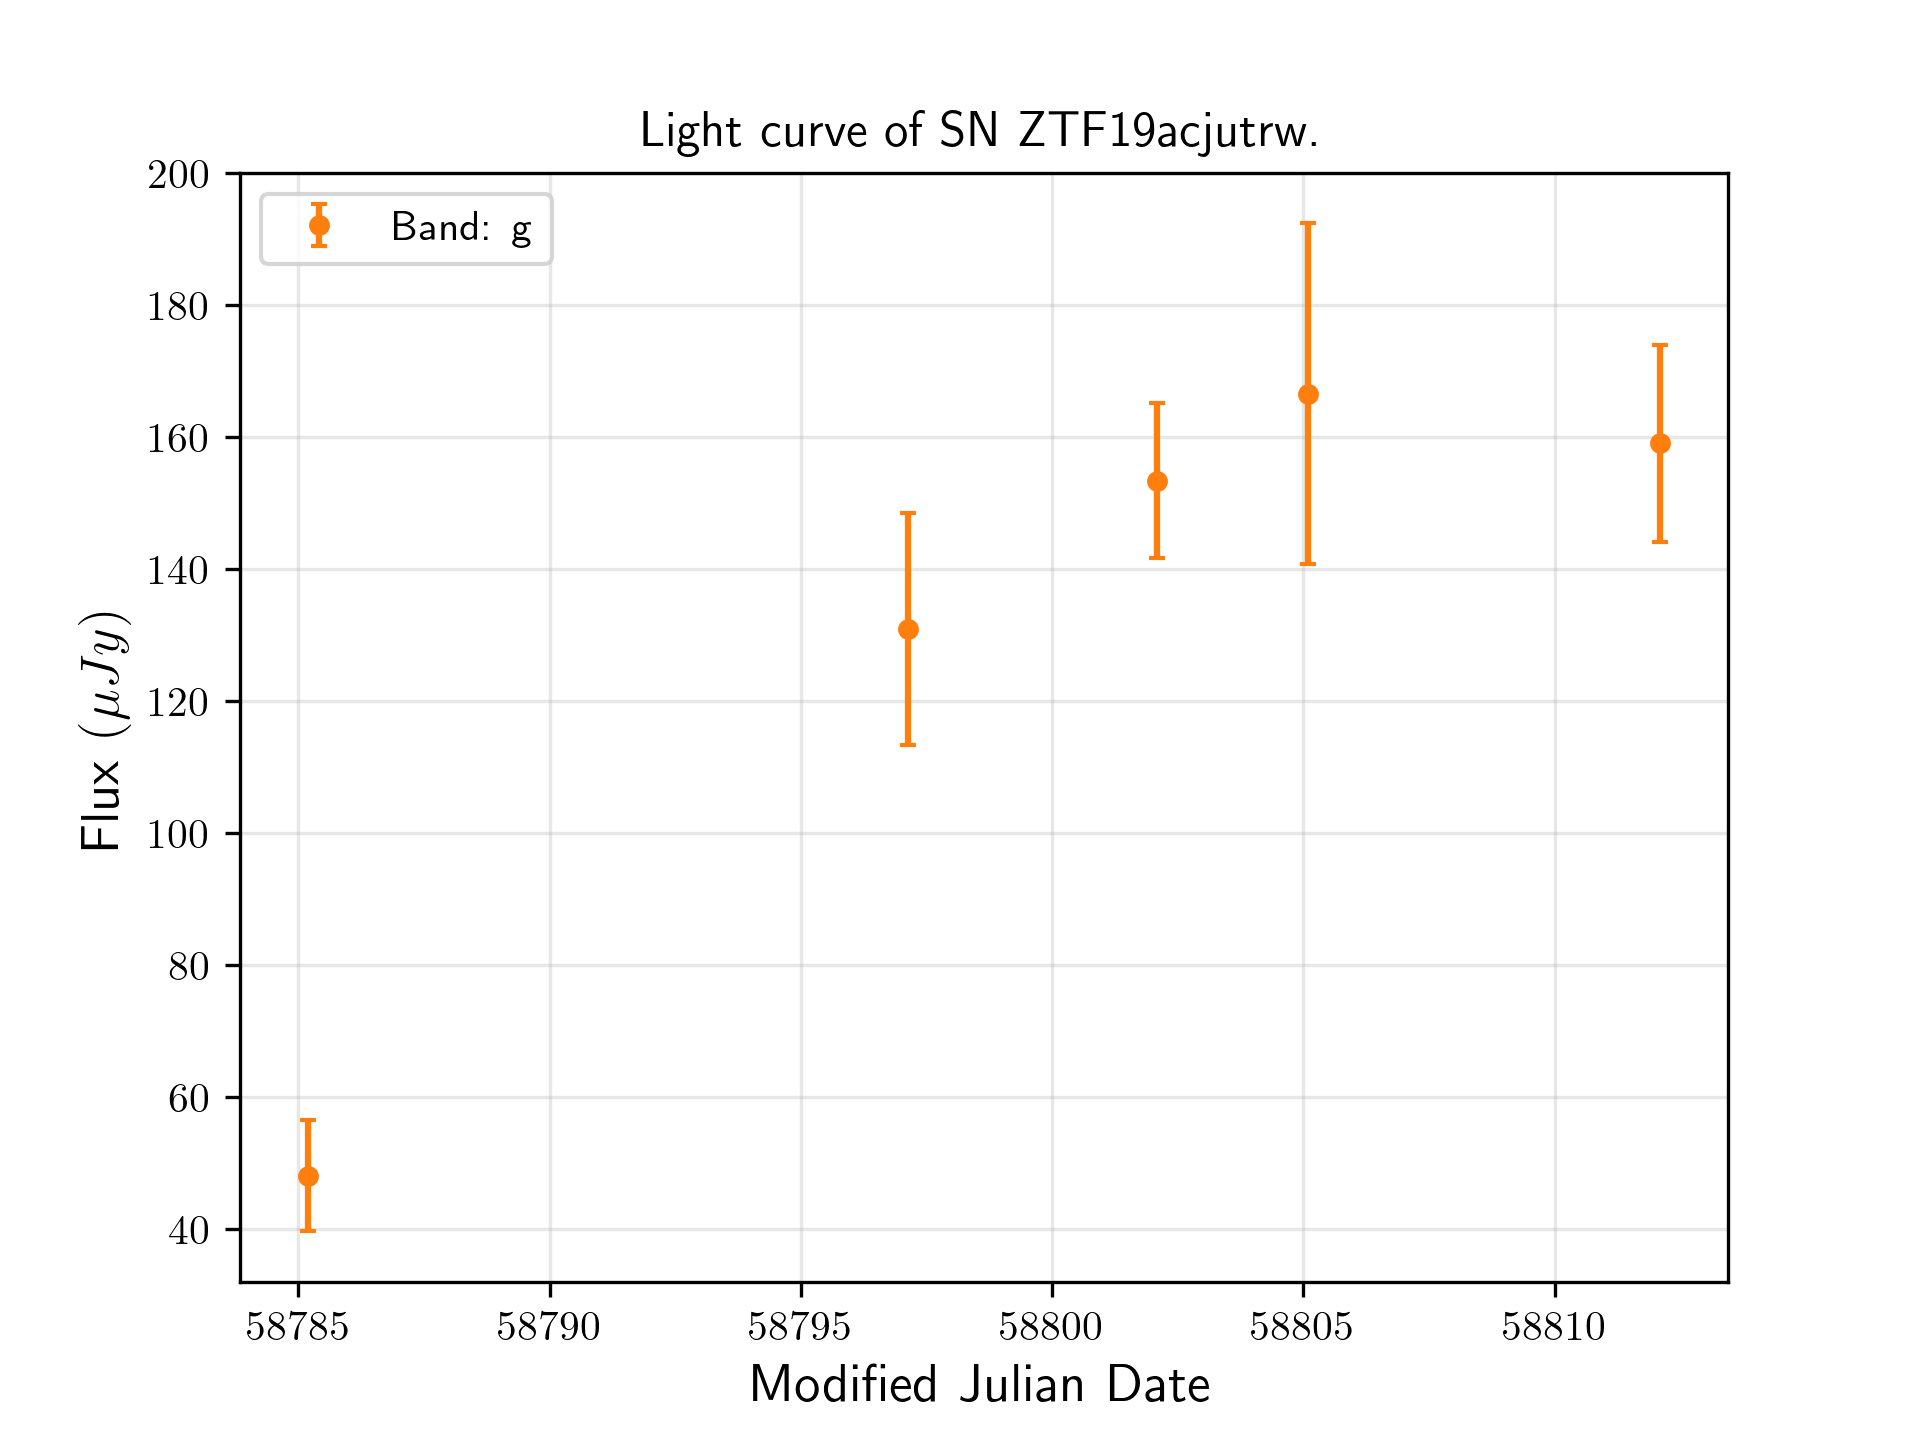 Light curve of SN ZTF19acjutrw.
Band: g
200
180
160
140
120
100
80
60
40
Flux (μJy)
58785 58790 58795 58800 58805 58810
Modified Julian Date